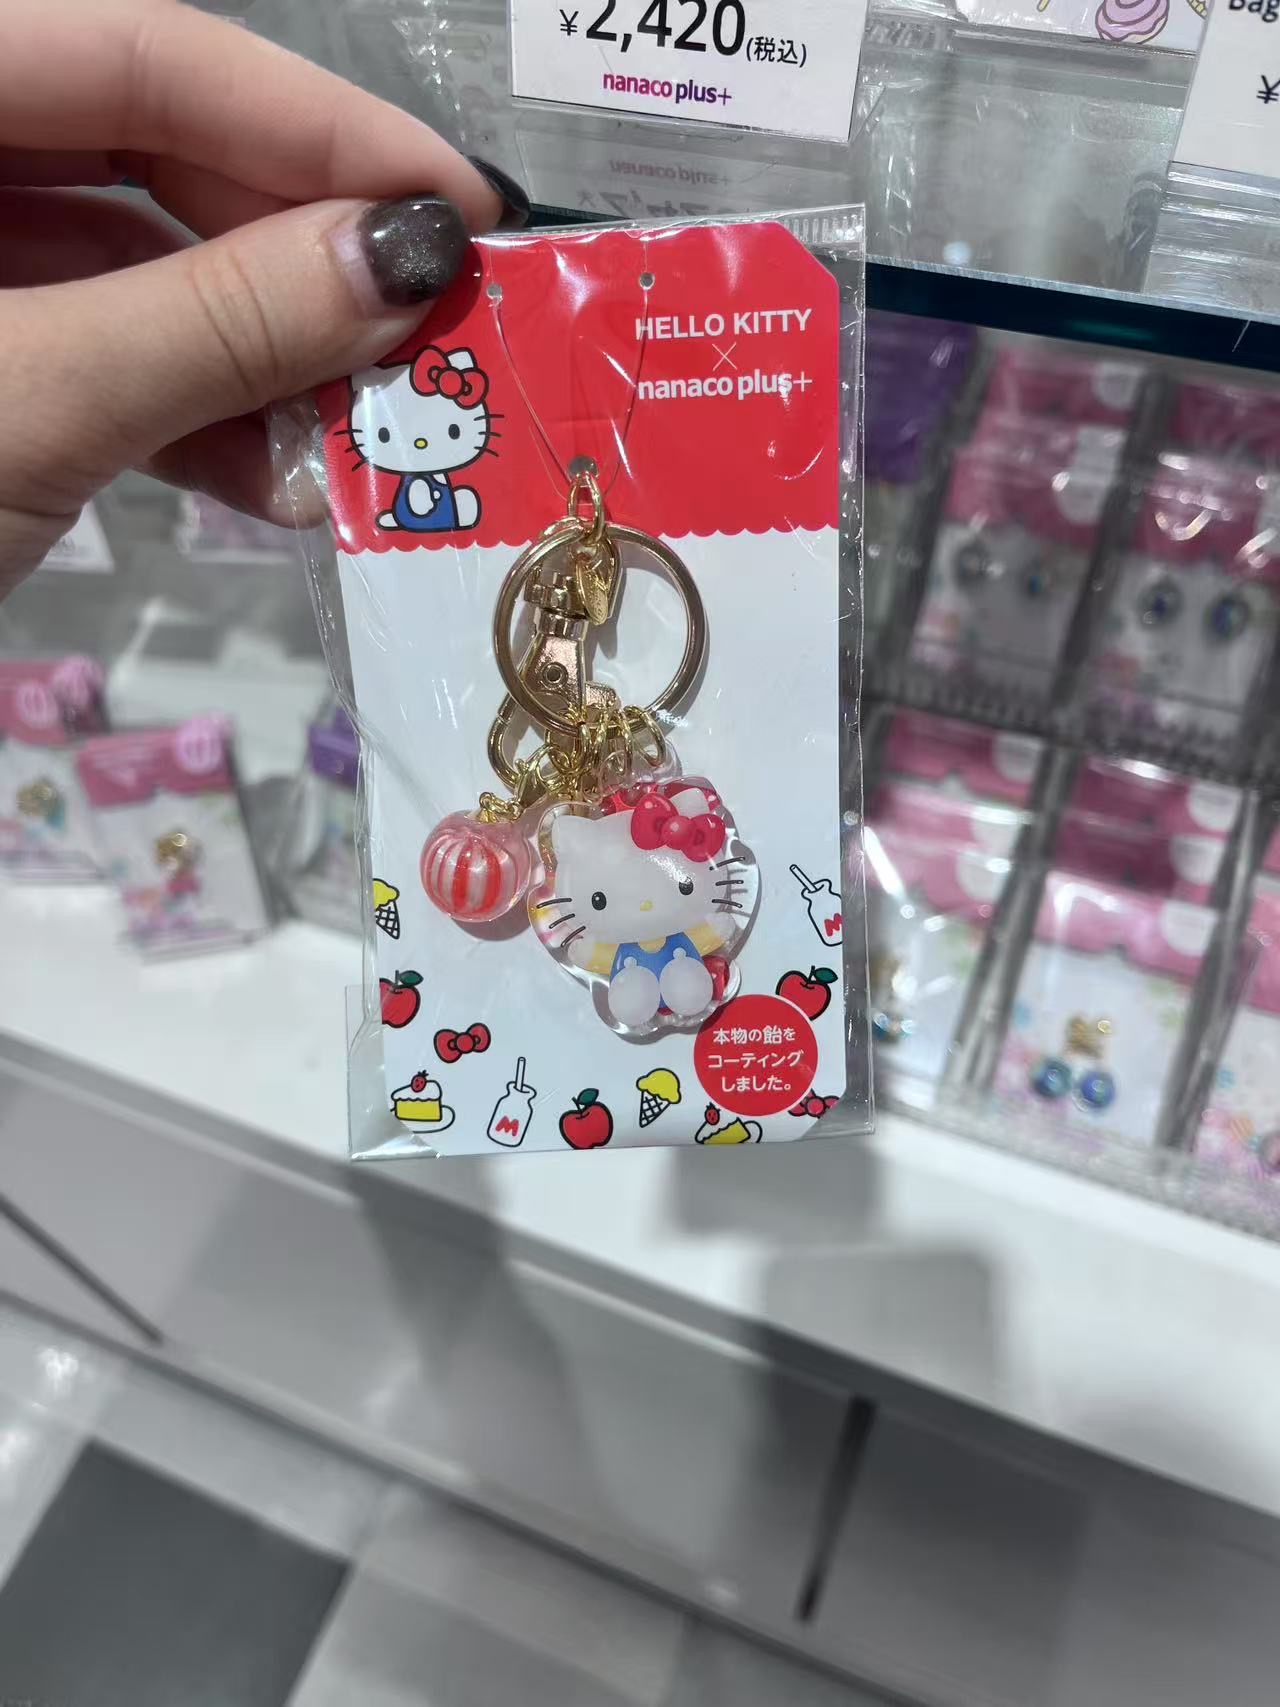 ¥2,420(税込)
nanaco plus+
Bag
¥
HELLO KITTY
×
nanaco plus+
本物の飴を
コーティング
しました。
M
M